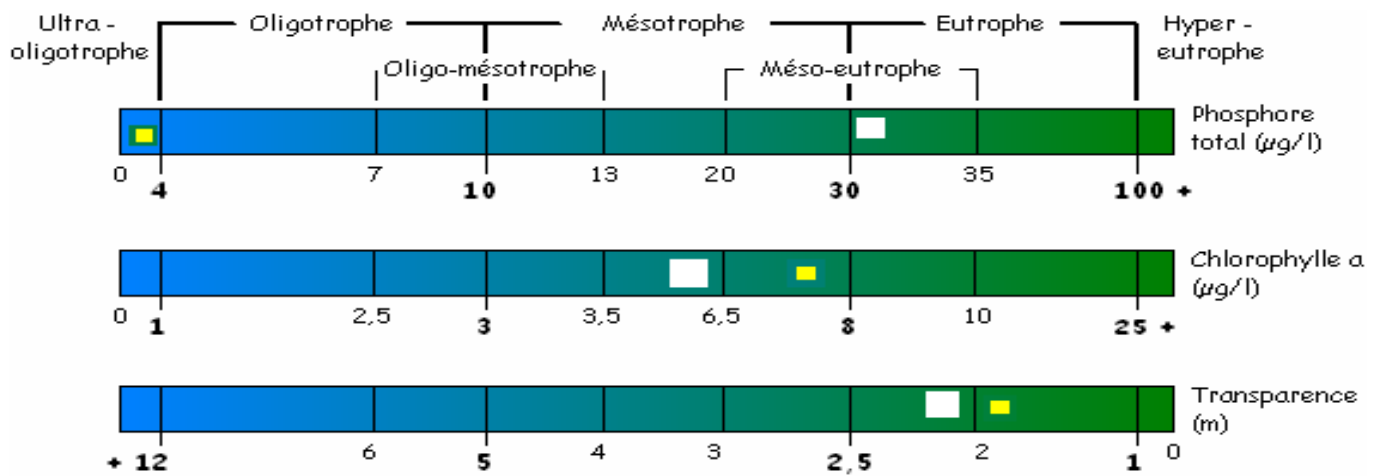 Ultra - oligotrophe
Oligotrophe
Mésotrophe
Eutrophe
Hyper - eutrophe
Oligo-mésotrophe
Méso-eutrophe
Phosphore total (µg/l)
0 4 7 10 13 20 30 35 100 +
Chlorophylle a (µg/l)
0 1 2,5 3 3,5 6,5 8 10 25 +
Transparence (m)
+ 12 6 5 4 3 2,5 2 1 0